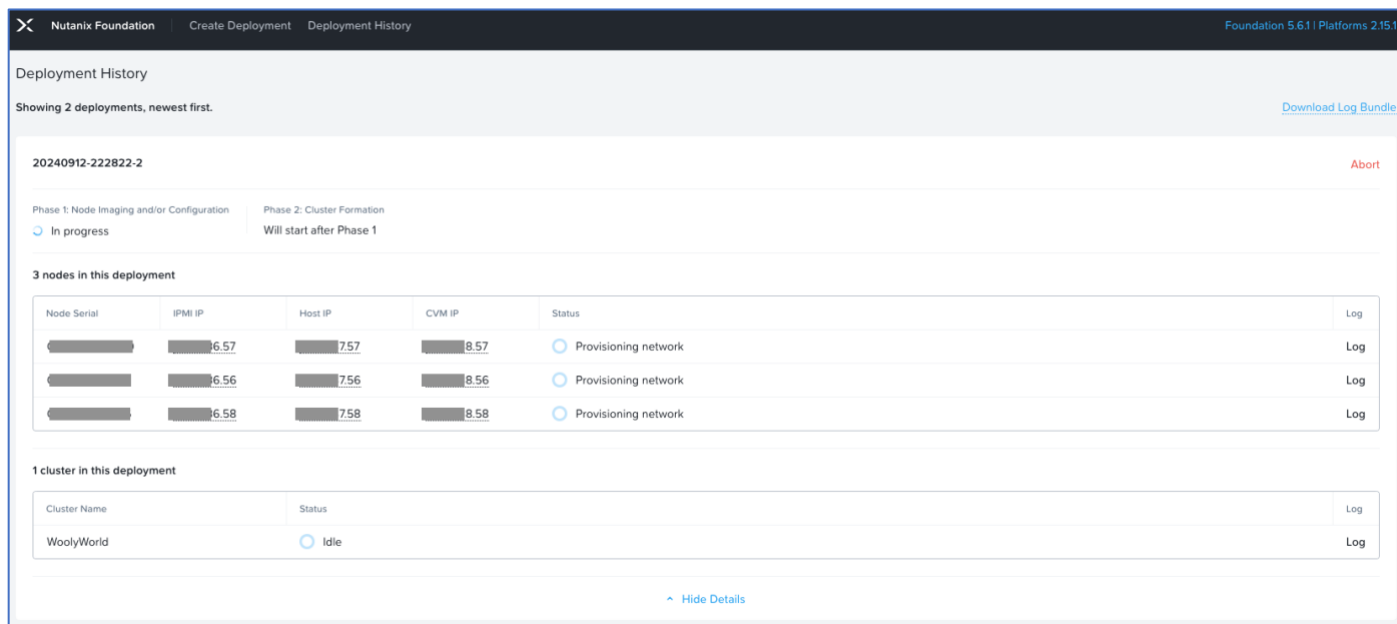 Nutanix Foundation Create Deployment Deployment History Foundation 5.6.1 | Platforms 2.15.1
Deployment History
Showing 2 deployments, newest first. Download Log Bundle
20240912-222822-2 Abort
Phase 1: Node Imaging and/or Configuration Phase 2: Cluster Formation
In progress Will start after Phase 1
3 nodes in this deployment
Node Serial IPMI IP Host IP CVM IP Status Log
6.57 7.57 8.57 Provisioning network Log
6.56 7.56 8.56 Provisioning network Log
6.58 7.58 8.58 Provisioning network Log
1 cluster in this deployment
Cluster Name Status Log
WoolyWorld Idle Log
Hide Details